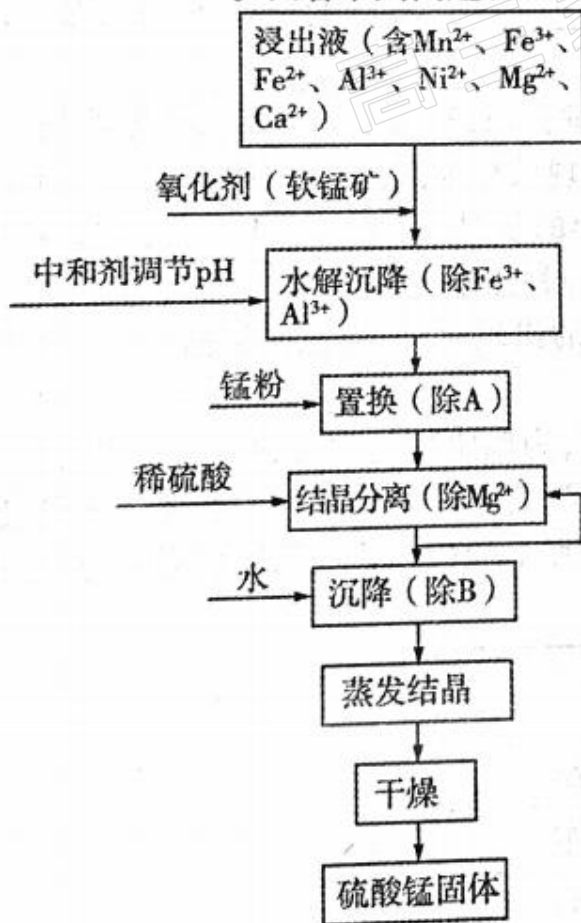 浸出液（含Mn²⁺、Fe³⁺、
Fe²⁺、Al³⁺、Ni²⁺、Mg²⁺、
Ca²⁺）
氧化剂（软锰矿）
中和剂调节pH
水解沉降（除Fe³⁺、
Al³⁺）
锰粉
置换（除A）
稀硫酸
结晶分离（除Mg²⁺）
水
沉降（除B）
蒸发结晶
干燥
硫酸锰固体